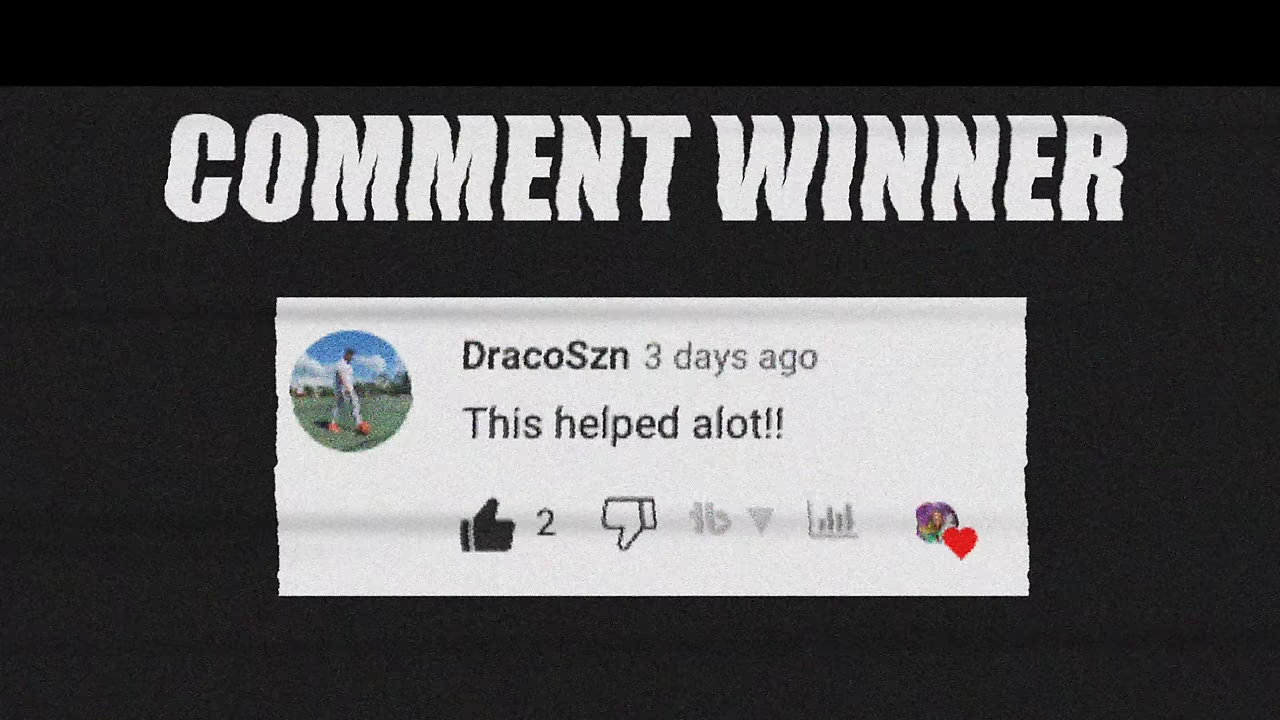 COMMENT WINNER
DracoSzn 3 days ago
This helped alot!!
2